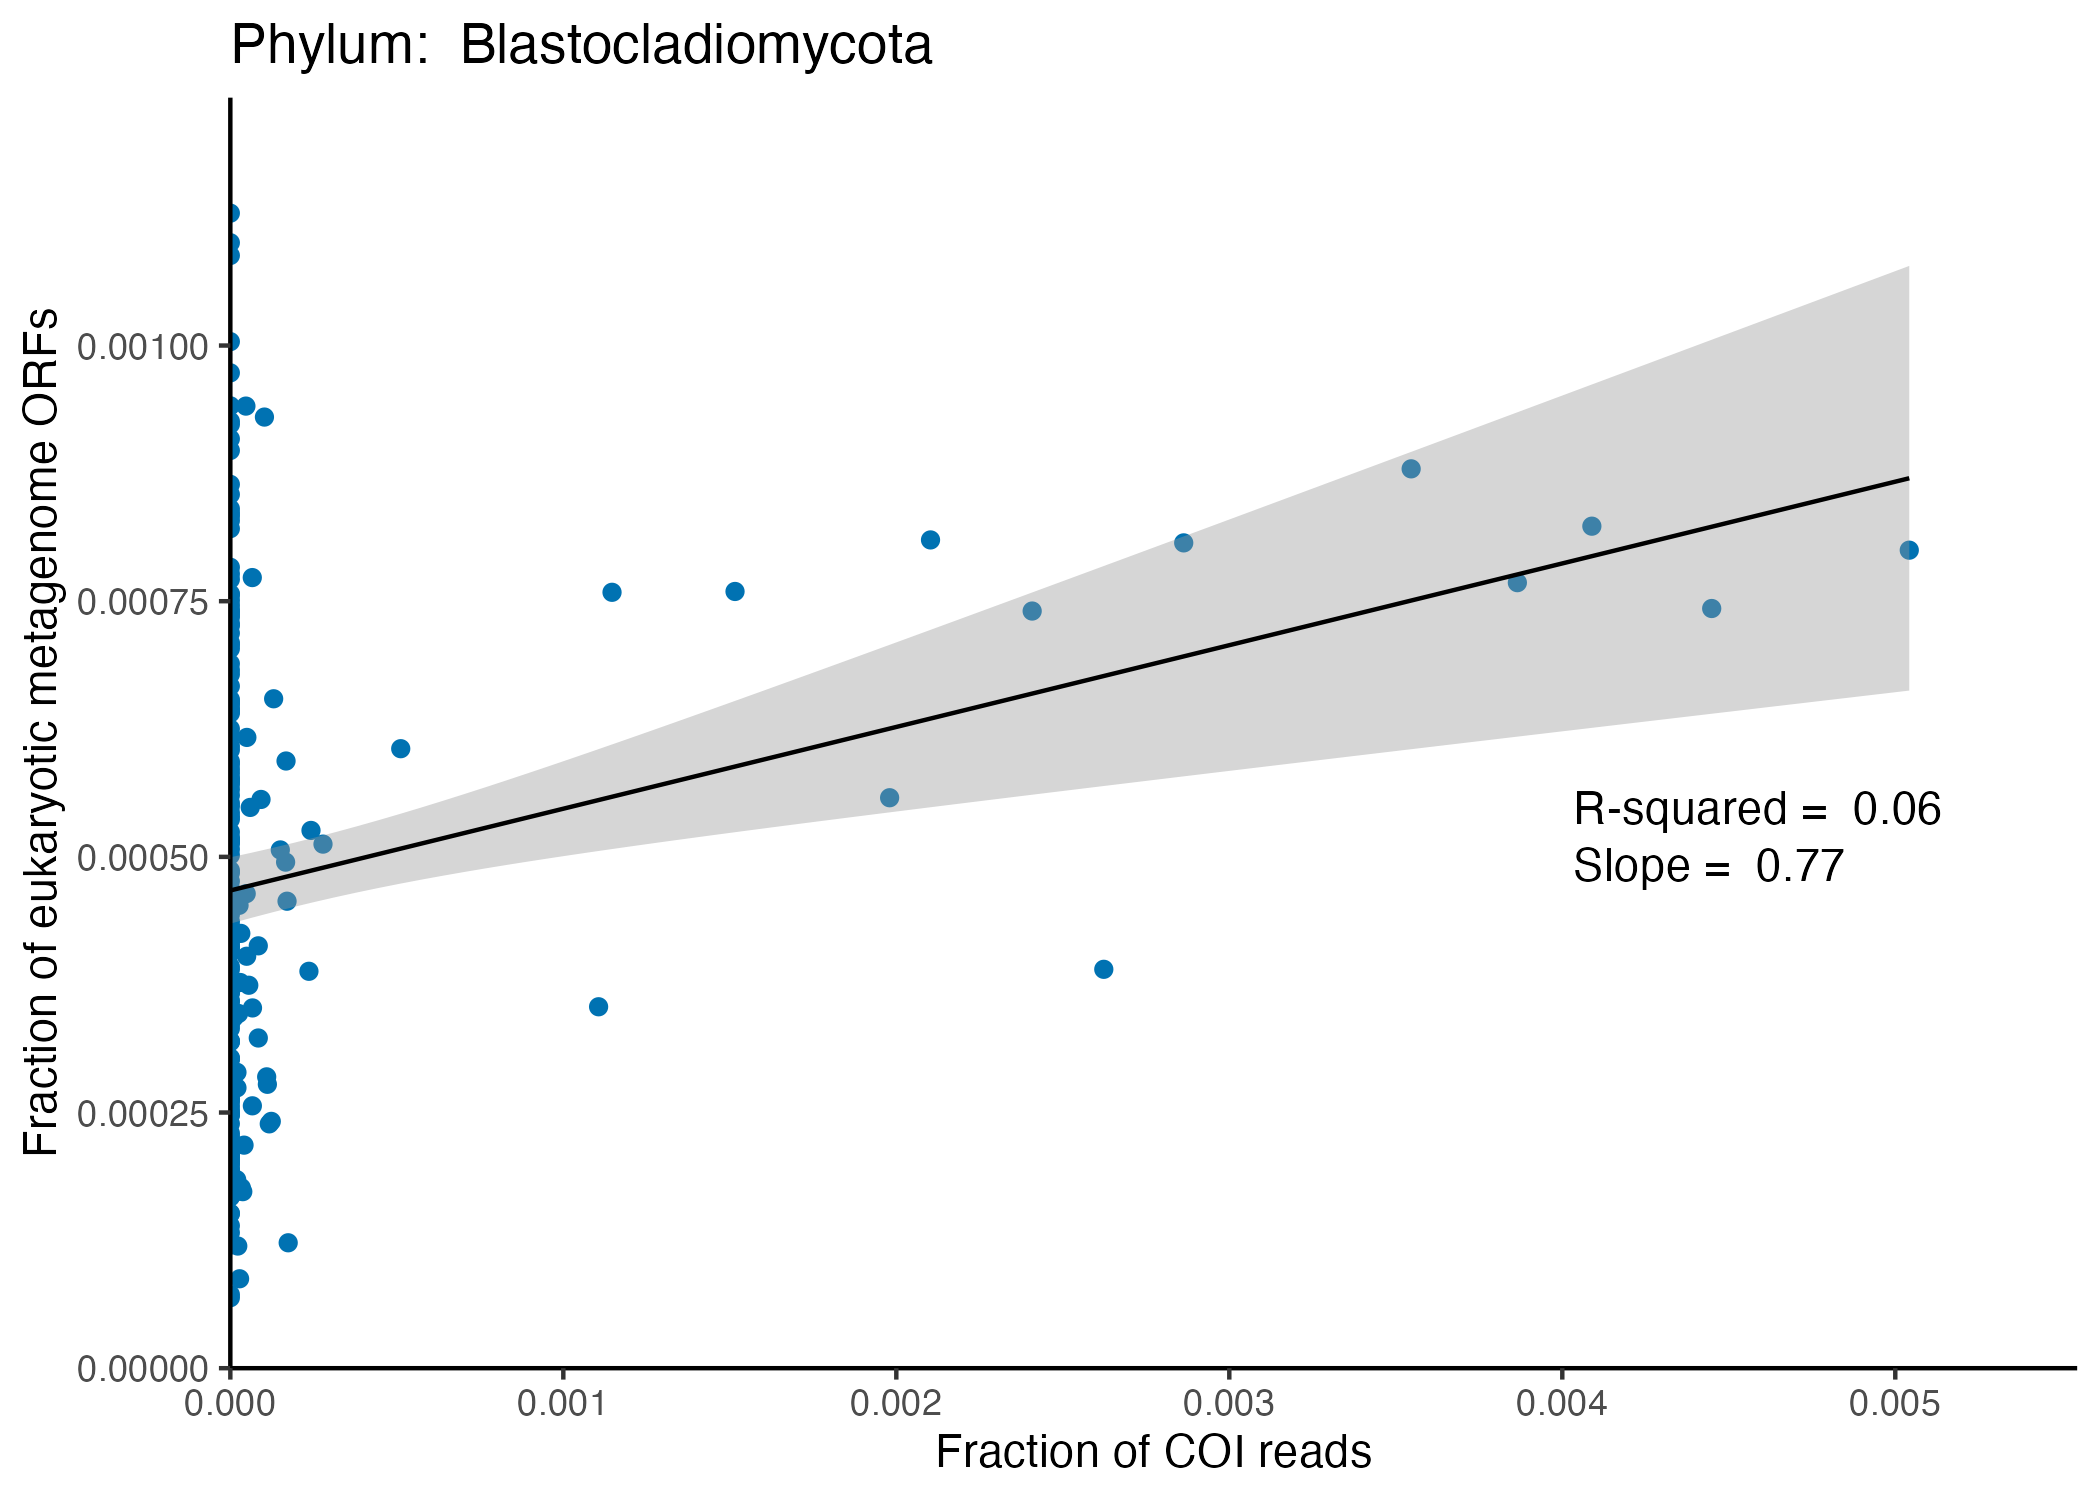 Phylum:  Blastocladiomycota
Fraction of eukaryotic metagenome ORFs
0.00100
0.00075
0.00050
0.00025
0.00000
R-squared =  0.06
Slope =  0.77
0.000 0.001 0.002 0.003 0.004 0.005
Fraction of COI reads